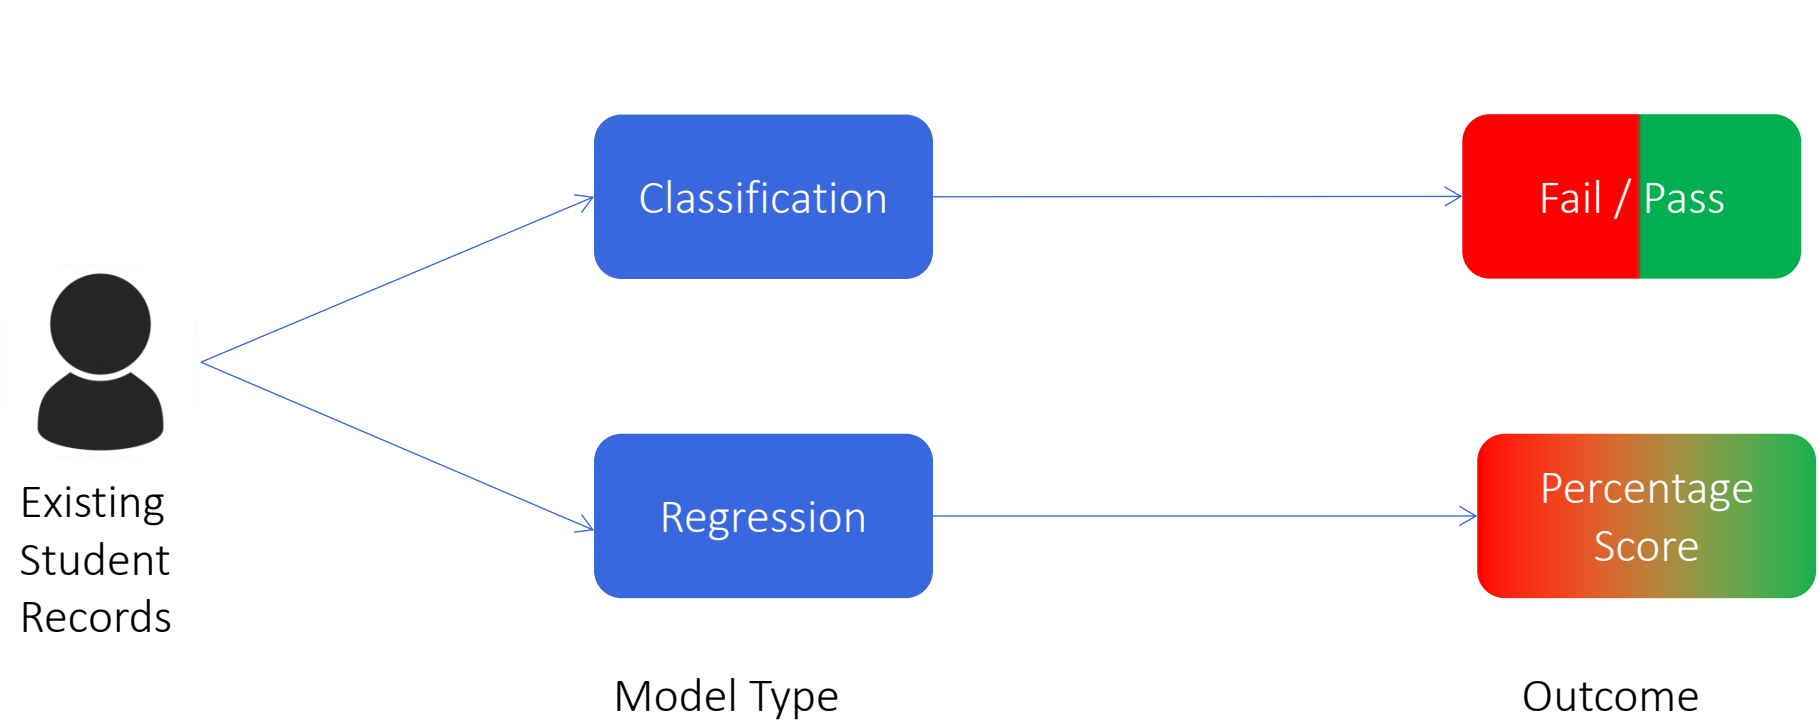 Classification
Fail / Pass
Existing
Student
Records
Regression
Percentage
Score
Model Type
Outcome